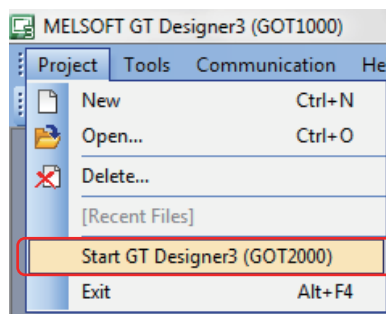 MELSOFT GT Designer3 (GOT1000)
Project Tools Communication He
New Ctrl+N
Open... Ctrl+O
Delete...
[Recent Files]
Start GT Designer3 (GOT2000)
Exit Alt+F4